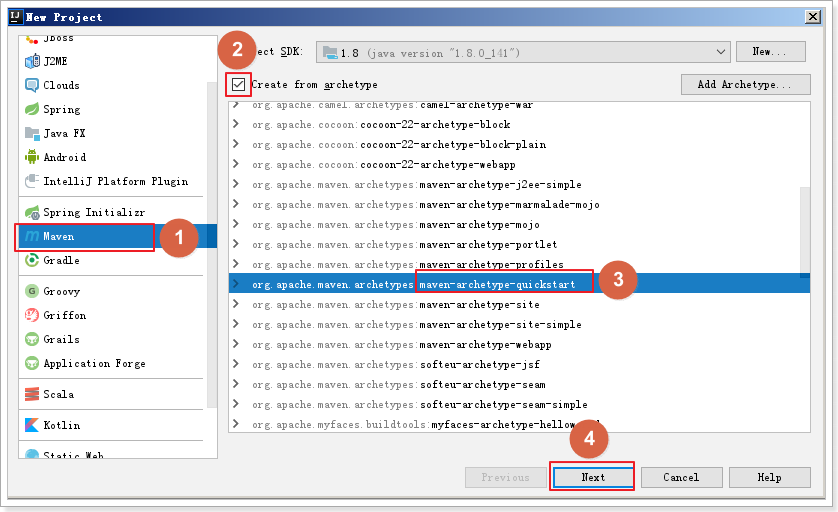 New Project
JBoss
J2ME
Clouds
Spring
Java FX
Android
IntelliJ Platform Plugin
Spring Initializr
Maven
Gradle
Groovy
Griffon
Grails
Application Forge
Scala
Kotlin
Static Web
1
2
ect SDK: 1.8 (java version "1.8.0_141") New...
Create from archetype Add Archetype...
org.apache.camel.archetypes:camel-archetype-war
org.apache.cocoon:cocoon-22-archetype-block
org.apache.cocoon:cocoon-22-archetype-block-plain
org.apache.cocoon:cocoon-22-archetype-webapp
org.apache.maven.archetypes:maven-archetype-j2ee-simple
org.apache.maven.archetypes:maven-archetype-marmalade-mojo
org.apache.maven.archetypes:maven-archetype-mojo
org.apache.maven.archetypes:maven-archetype-portlet
org.apache.maven.archetypes:maven-archetype-profiles
org.apache.maven.archetypes:maven-archetype-quickstart
3
org.apache.maven.archetypes:maven-archetype-site
org.apache.maven.archetypes:maven-archetype-site-simple
org.apache.maven.archetypes:maven-archetype-webapp
org.apache.maven.archetypes:softeu-archetype-jsf
org.apache.maven.archetypes:softeu-archetype-seam
org.apache.maven.archetypes:softeu-archetype-seam-simple
org.apache.myfaces.buildtools:myfaces-archetype-hellow
4
Previous Next Cancel Help